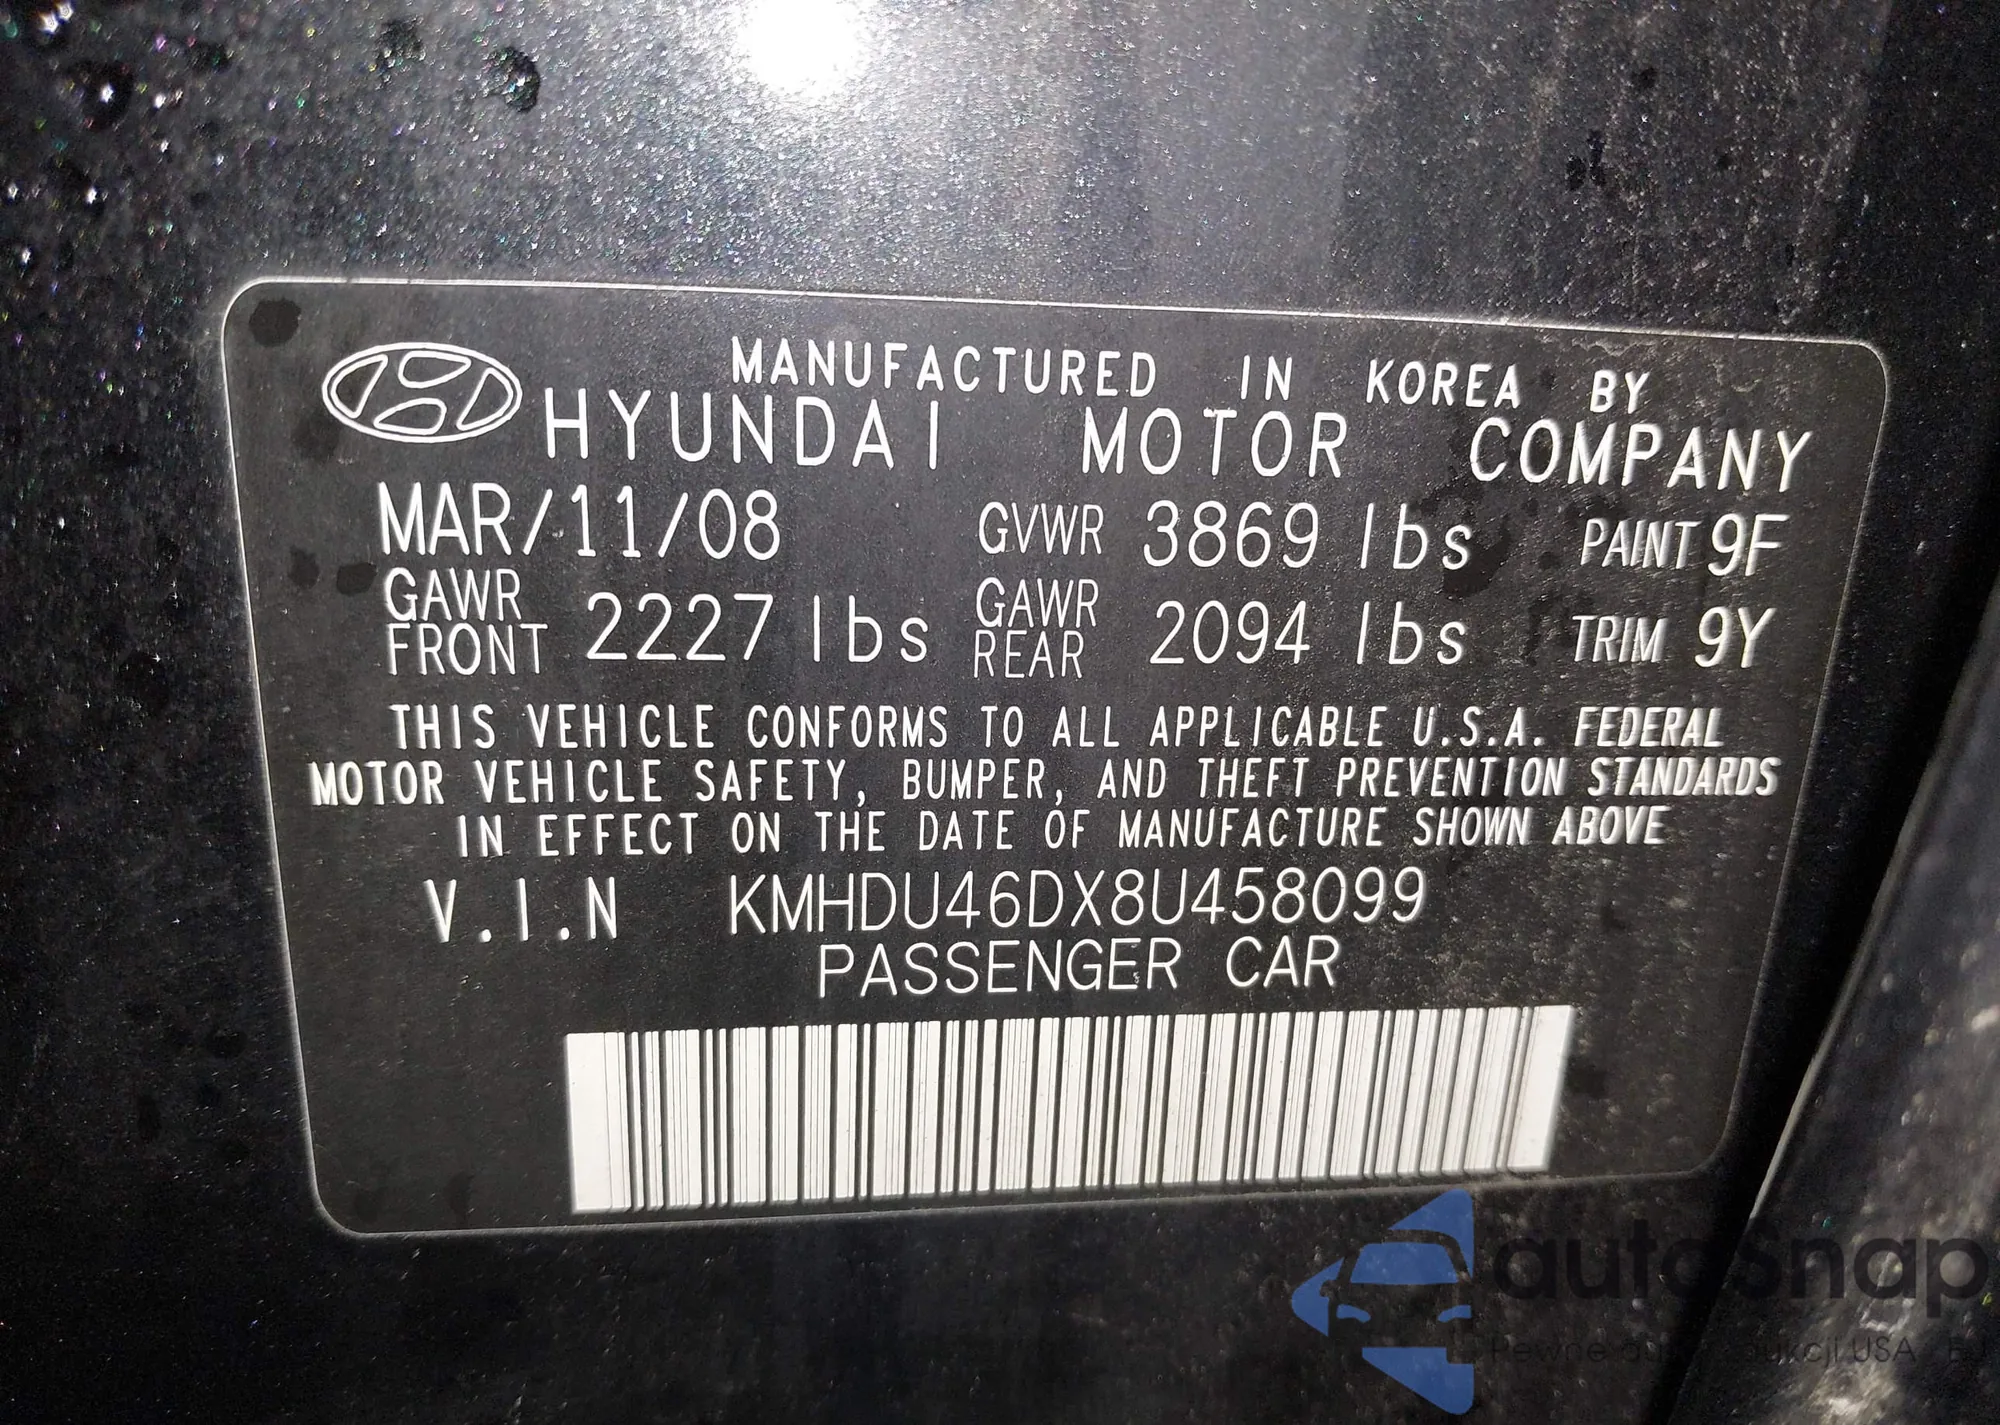 MANUFACTURED IN KOREA BY
HYUNDAI MOTOR COMPANY
MAR/11/08 GVWR 3869 lbs PAINT 9F
GAWR FRONT 2227 lbs GAWR REAR 2094 lbs TRIM 9Y
THIS VEHICLE CONFORMS TO ALL APPLICABLE U.S.A. FEDERAL
MOTOR VEHICLE SAFETY, BUMPER, AND THEFT PREVENTION STANDARDS
IN EFFECT ON THE DATE OF MANUFACTURE SHOWN ABOVE
V.I.N KMHDU46DX8U458099
PASSENGER CAR
autoSnap
Pewne USA